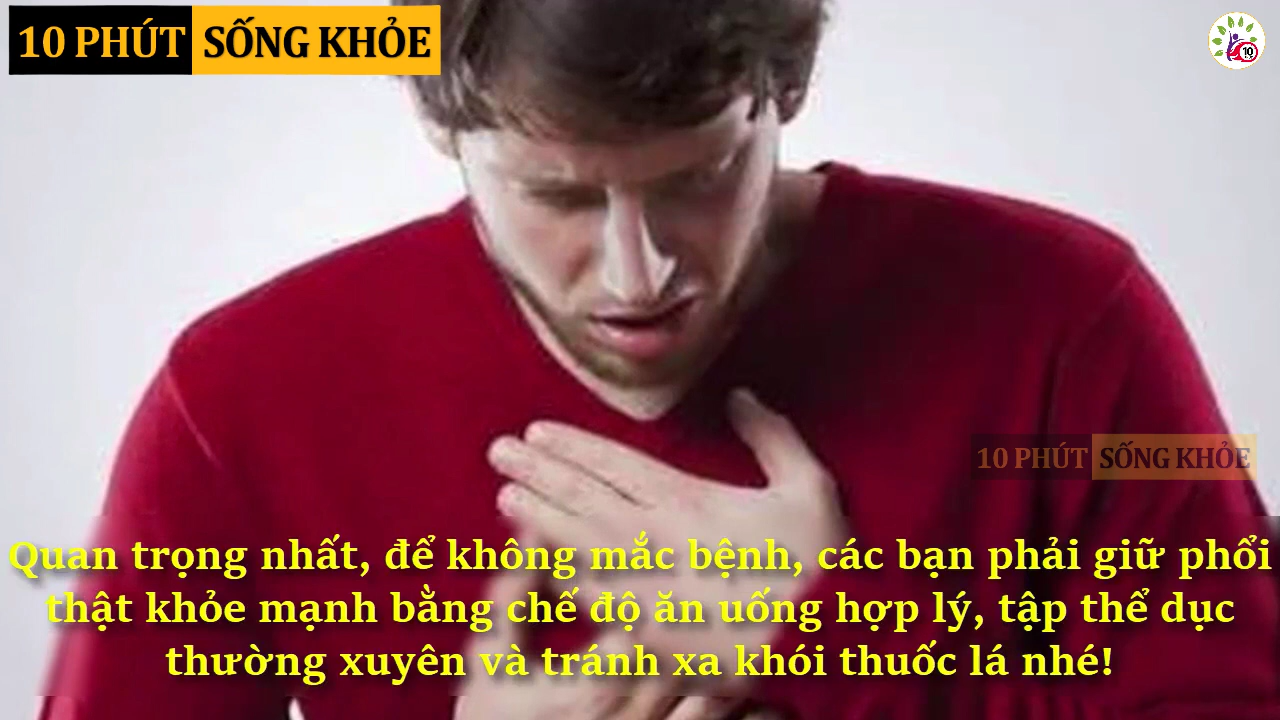 10 PHÚT SỐNG KHỎE
10
10 PHÚT SỐNG KHỎE
Quan trọng nhất, để không mắc bệnh, các bạn phải giữ phổi
thật khỏe mạnh bằng chế độ ăn uống hợp lý, tập thể dục
thường xuyên và tránh xa khói thuốc lá nhé!